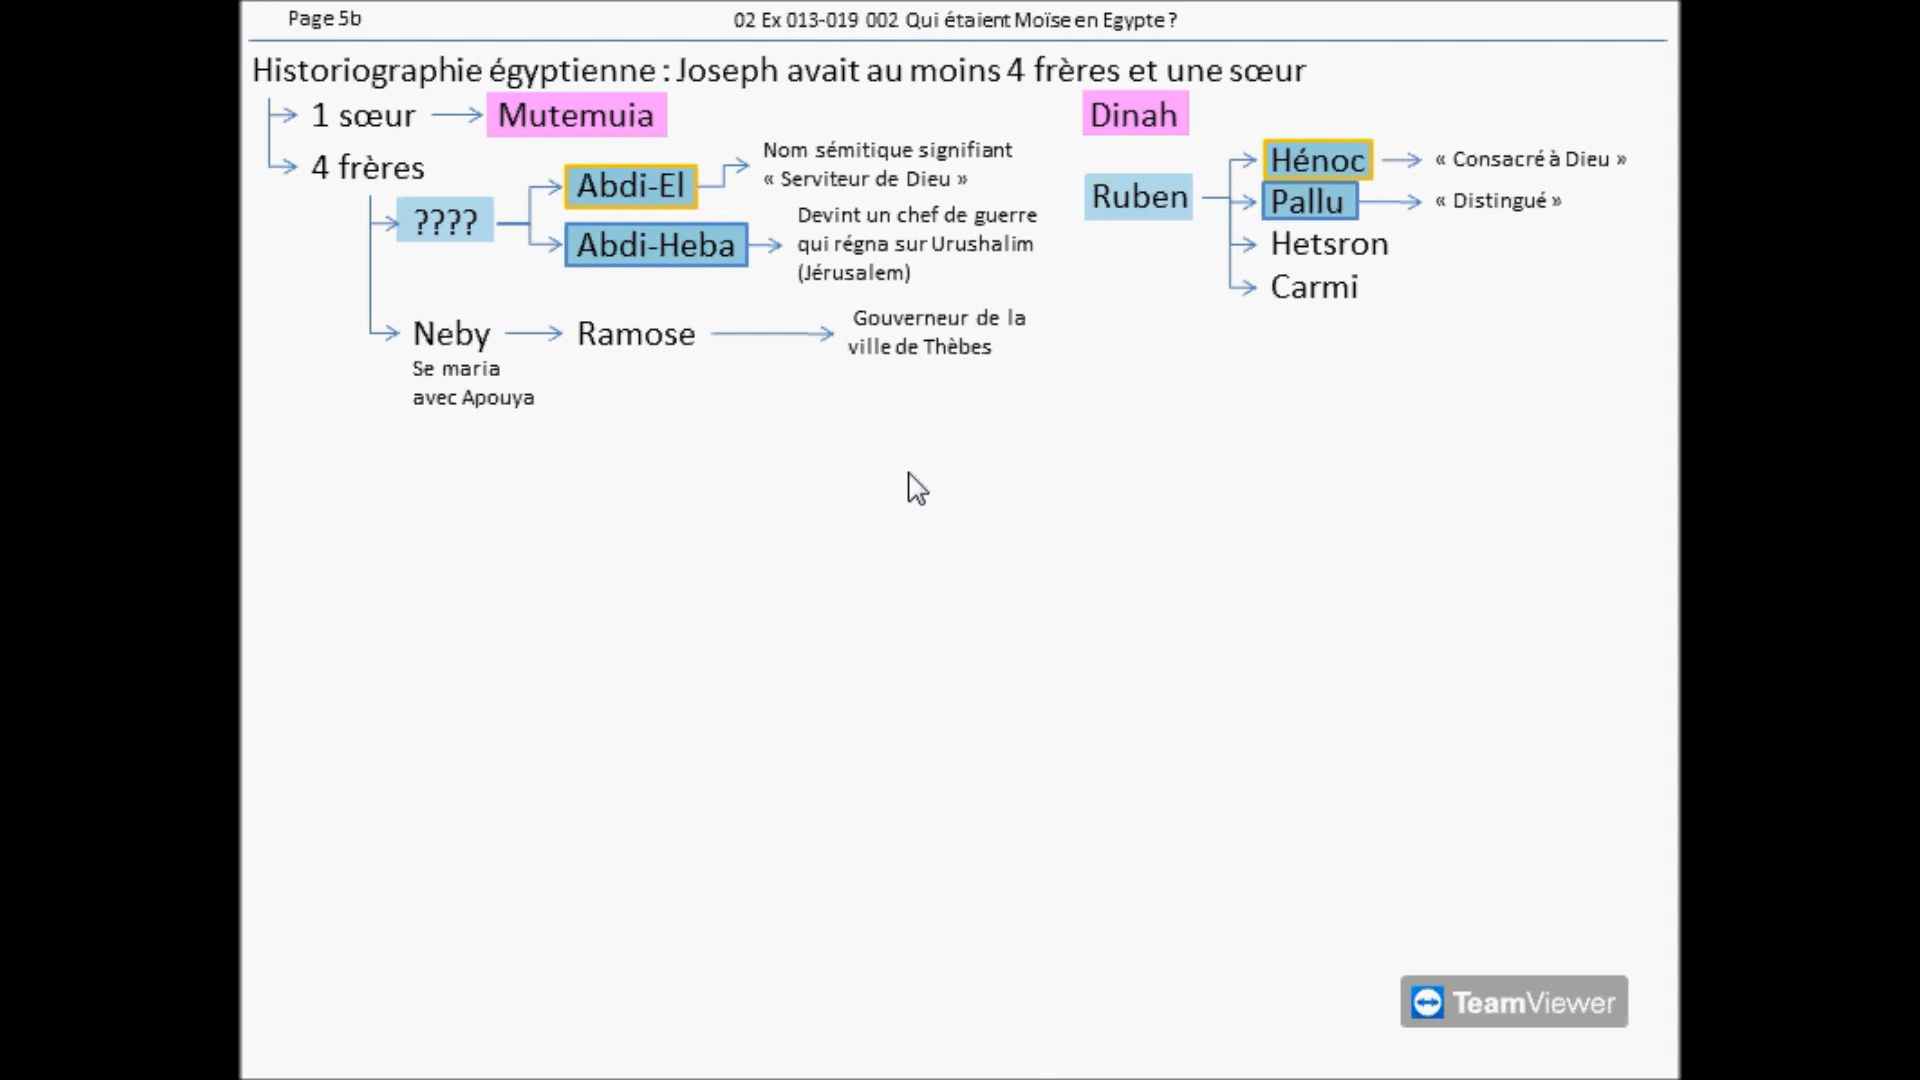 Page 5b
02 Ex 013-019 002 Qui étaient Moïse en Egypte ?
Historiographie égyptienne : Joseph avait au moins 4 frères et une sœur
1 sœur
Mutemuia
4 frères
????
Abdi-El
Nom sémitique signifiant
« Serviteur de Dieu »
Abdi-Heba
Devint un chef de guerre
qui régna sur Urushalim
(Jérusalem)
Neby
Se maria
avec Apouya
Ramose
Gouverneur de la
ville de Thèbes
Dinah
Ruben
Hénoc
« Consacré à Dieu »
Pallu
« Distingué »
Hetsron
Carmi
TeamViewer